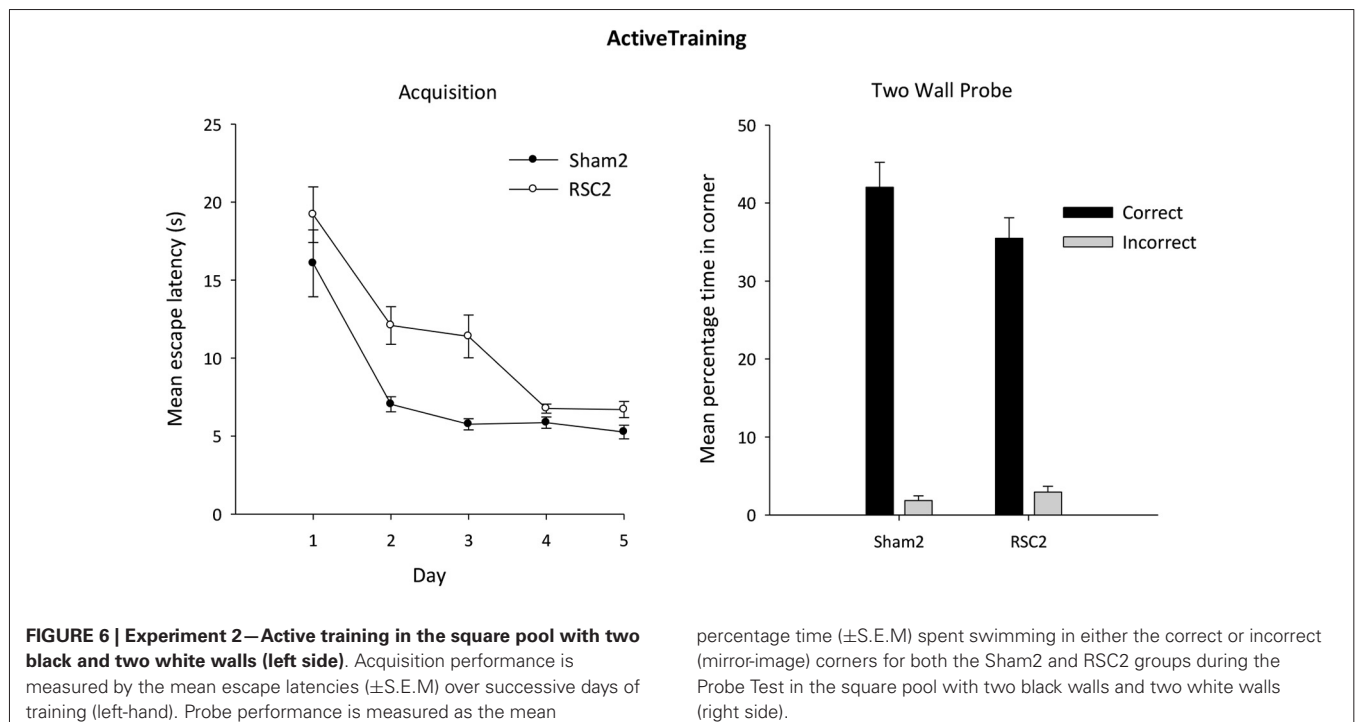 ActiveTraining
Acquisition
25
20
15
10
5
0
Mean escape latency (s)
Sham2
RSC2
1 2 3 4 5
Day
Two Wall Probe
50
40
30
20
10
0
Mean percentage time in corner
Correct
Incorrect
Sham2 RSC2
FIGURE 6 | Experiment 2—Active training in the square pool with two
black and two white walls (left side). Acquisition performance is
measured by the mean escape latencies (±S.E.M) over successive days of
training (left-hand). Probe performance is measured as the mean
percentage time (±S.E.M) spent swimming in either the correct or incorrect
(mirror-image) corners for both the Sham2 and RSC2 groups during the
Probe Test in the square pool with two black walls and two white walls
(right side).